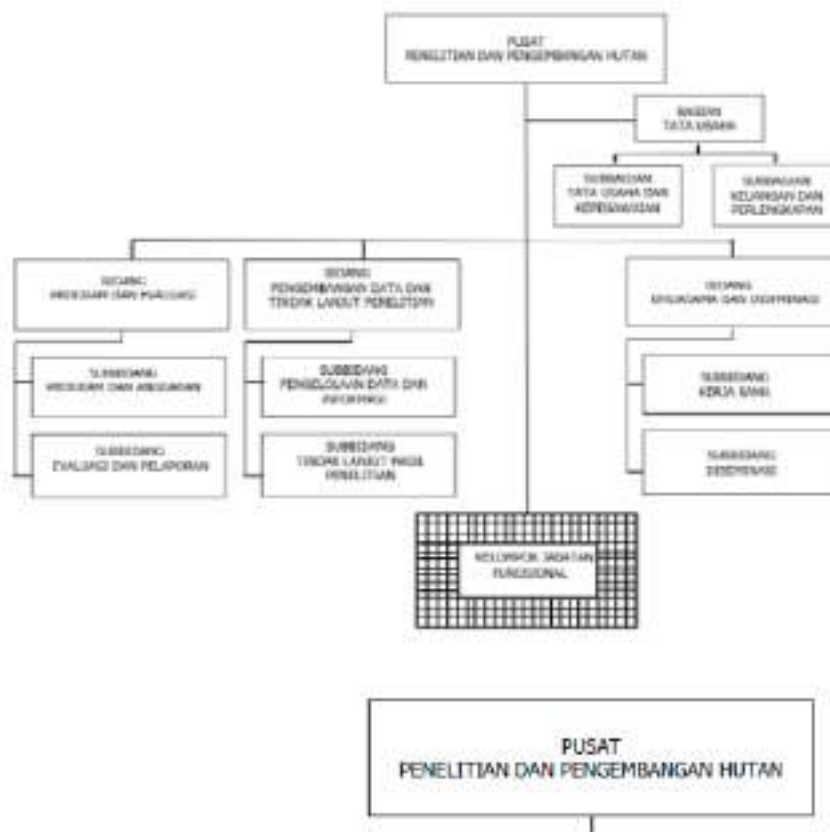 PUSAT
PENELITIAN DAN PENGEMBANGAN HUTAN
BAGIAN
TATA USAHA
SUBBAGIAN
TATA USAHA DAN
KEPEGAWAIAN
SUBBAGIAN
KEUANGAN DAN
PERLENGKAPAN
BIDANG
PROGRAM DAN EVALUASI
BIDANG
PENGEMBANGAN DATA DAN
TINDAK LANJUT PENELITIAN
BIDANG
DAN DISEMINASI
SUBBIDANG
PROGRAM DAN ANGGARAN
SUBBIDANG
PENGELOLAAN DATA DAN
INFORMASI
SUBBIDANG
KERJA SAMA
SUBBIDANG
EVALUASI DAN PELAPORAN
SUBBIDANG
TINDAK LANJUT HASIL
PENELITIAN
SUBBIDANG
DISEMINASI
KELOMPOK JABATAN
FUNGSIONAL
PUSAT
PENELITIAN DAN PENGEMBANGAN HUTAN